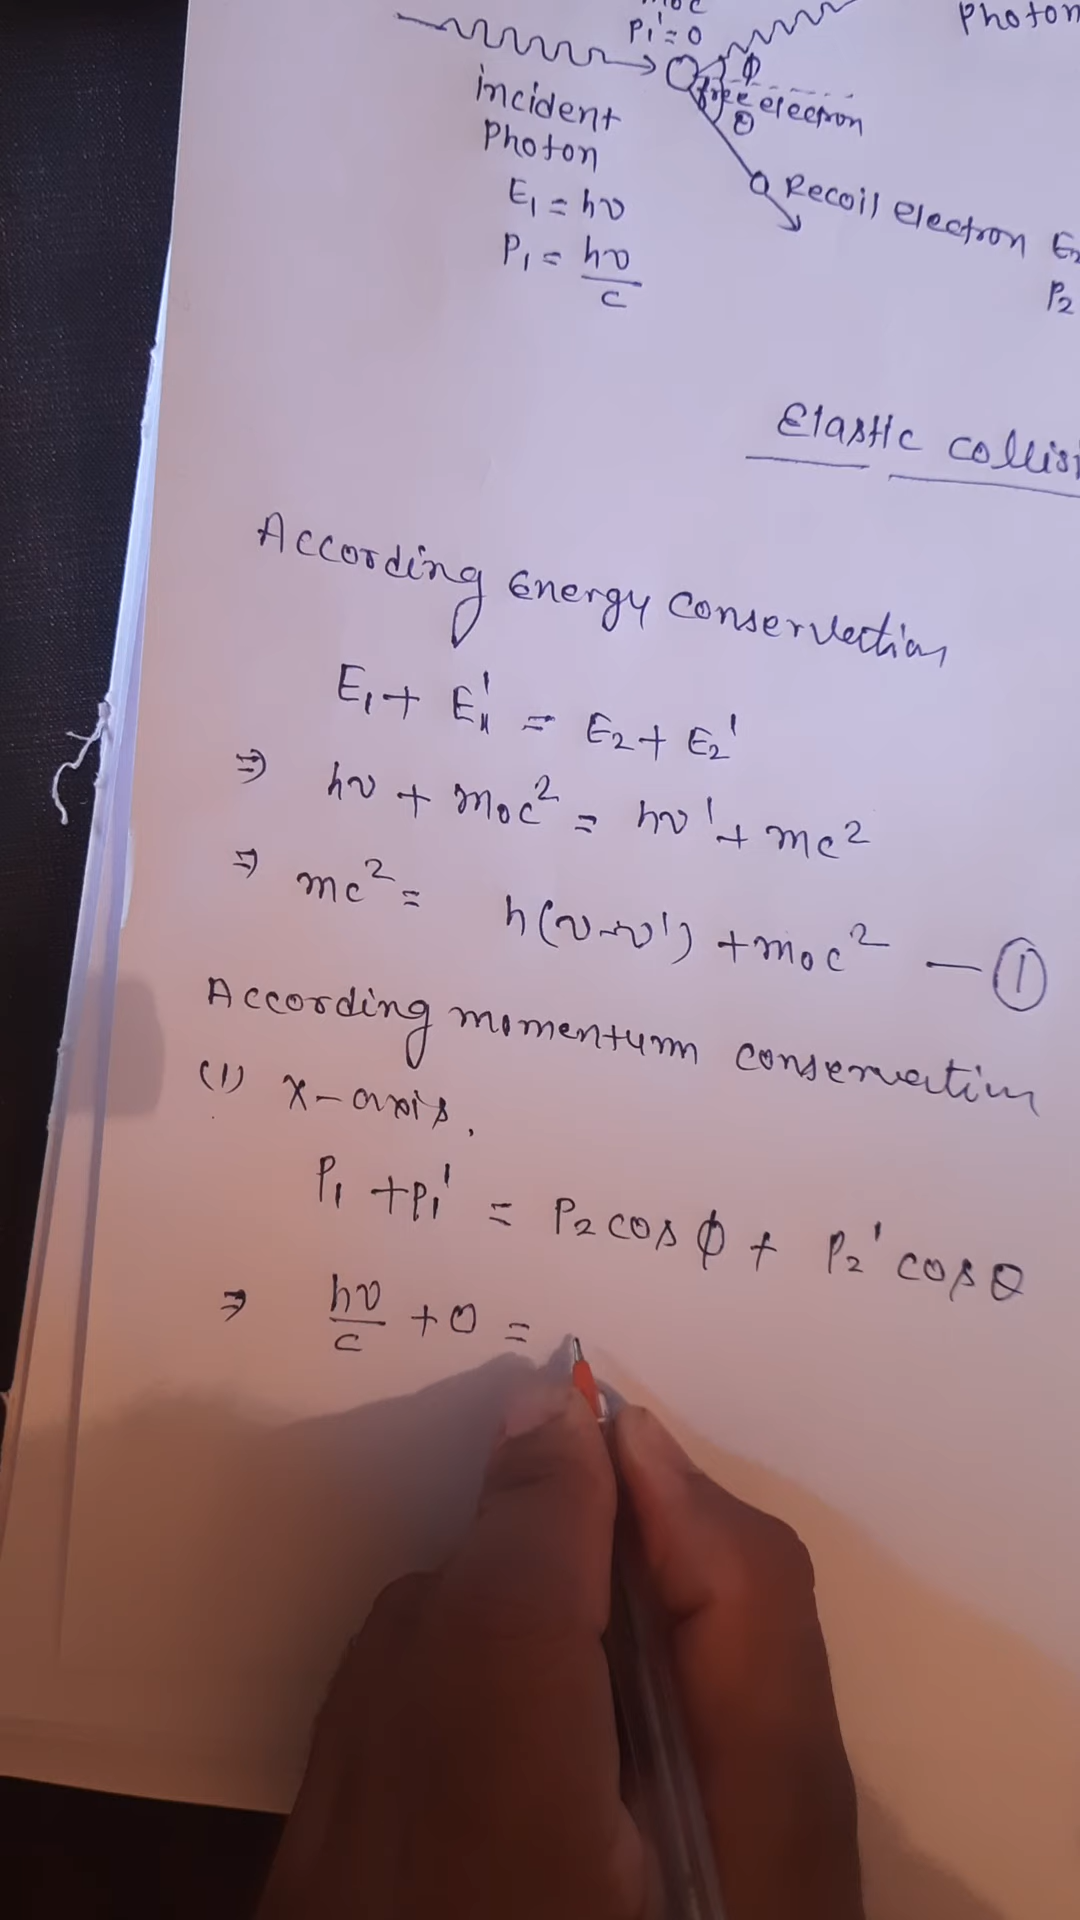 Photon
P₁' = 0
ϕ
free electron
θ
incident
Photon
E₁ = hν
P₁ = hν/c
Recoil electron E₂
P₂
Elastic collisi
According energy conservation
E₁ + E₁' = E₂ + E₂'
⇒ hν + m₀c² = hν' + mc²
⇒ mc² = h(ν-ν') + m₀c² — ①
According momentum conservation
(1) x-axis.
P₁ + P₁' = P₂ cos ϕ + P₂' cos θ
⇒ hν/c + 0 =